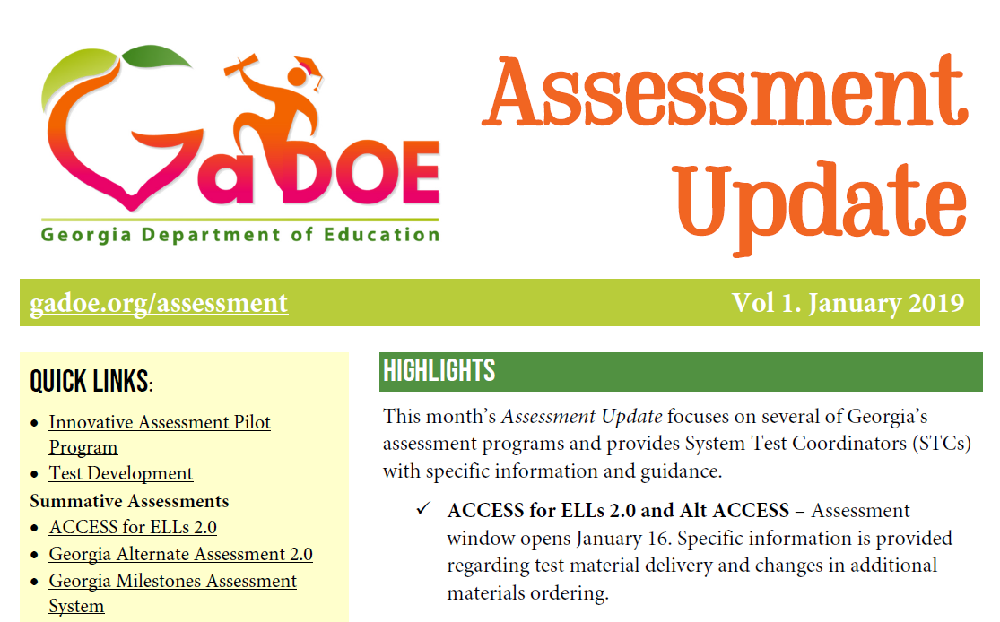 GaDOE
Georgia Department of Education
Assessment
Update
gadoe.org/assessment
Vol 1. January 2019
QUICK LINKS:
• Innovative Assessment Pilot
Program
• Test Development
Summative Assessments
• ACCESS for ELLs 2.0
• Georgia Alternate Assessment 2.0
• Georgia Milestones Assessment
System
HIGHLIGHTS
This month’s Assessment Update focuses on several of Georgia’s
assessment programs and provides System Test Coordinators (STCs)
with specific information and guidance.
✓ ACCESS for ELLs 2.0 and Alt ACCESS – Assessment
window opens January 16. Specific information is provided
regarding test material delivery and changes in additional
materials ordering.